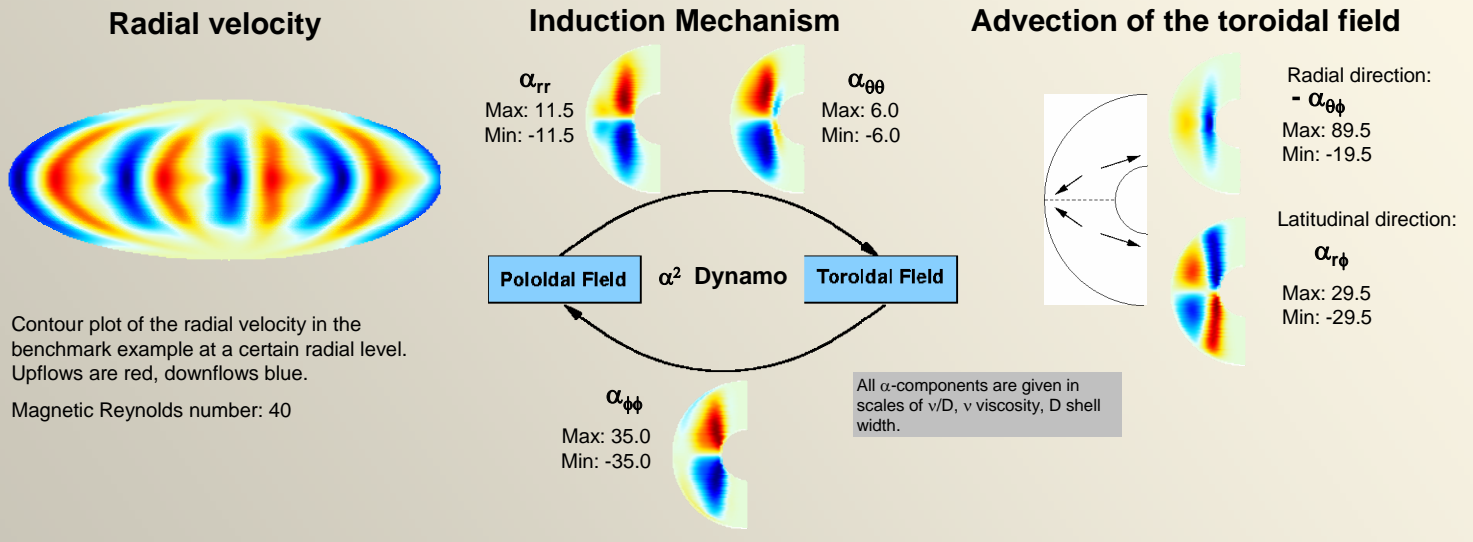 Radial velocity
Contour plot of the radial velocity in the
benchmark example at a certain radial level.
Upflows are red, downflows blue.
Magnetic Reynolds number: 40
Induction Mechanism
αrr
Max: 11.5
Min: -11.5
αθθ
Max: 6.0
Min: -6.0
Poloidal Field
α² Dynamo
Toroidal Field
αϕϕ
Max: 35.0
Min: -35.0
All α-components are given in
scales of ν/D, ν viscosity, D shell
width.
Advection of the toroidal field
Radial direction:
- αθϕ
Max: 89.5
Min: -19.5
Latitudinal direction:
αrϕ
Max: 29.5
Min: -29.5